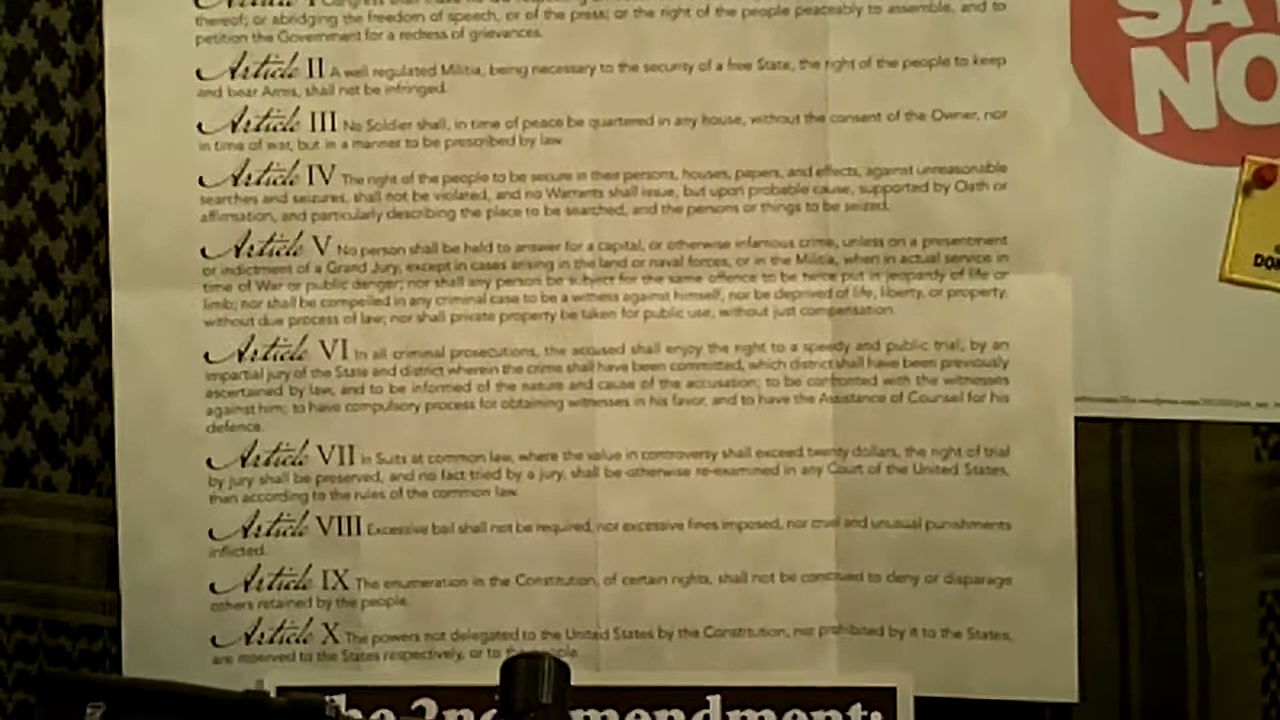 thereof; or abridging the freedom of speech, or of the press; or the right of the people peaceably to assemble, and to
petition the Government for a redress of grievances.
Article II A well regulated Militia, being necessary to the security of a free State, the right of the people to keep
and bear Arms, shall not be infringed.
Article III No Soldier shall, in time of peace be quartered in any house, without the consent of the Owner, nor
in time of war, but in a manner to be prescribed by law.
Article IV The right of the people to be secure in their persons, houses, papers, and effects, against unreasonable
searches and seizures, shall not be violated, and no Warrants shall issue, but upon probable cause, supported by Oath or
affirmation, and particularly describing the place to be searched, and the persons or things to be seized.
Article V No person shall be held to answer for a capital, or otherwise infamous crime, unless on a presentment
or indictment of a Grand Jury, except in cases arising in the land or naval forces, or in the Militia, when in actual service in
time of War or public danger; nor shall any person be subject for the same offence to be twice put in jeopardy of life or
limb; nor shall be compelled in any criminal case to be a witness against himself, nor be deprived of life, liberty, or property,
without due process of law; nor shall private property be taken for public use, without just compensation.
Article VI In all criminal prosecutions, the accused shall enjoy the right to a speedy and public trial, by an
impartial jury of the State and district wherein the crime shall have been committed, which district shall have been previously
ascertained by law, and to be informed of the nature and cause of the accusation; to be confronted with the witnesses
against him; to have compulsory process for obtaining witnesses in his favor, and to have the Assistance of Counsel for his
defence.
Article VII In Suits at common law, where the value in controversy shall exceed twenty dollars, the right of trial
by jury shall be preserved, and no fact tried by a jury, shall be otherwise re-examined in any Court of the United States,
than according to the rules of the common law.
Article VIII Excessive bail shall not be required, nor excessive fines imposed, nor cruel and unusual punishments
inflicted.
Article IX The enumeration in the Constitution, of certain rights, shall not be construed to deny or disparage
others retained by the people.
Article X The powers not delegated to the United States by the Constitution, nor prohibited by it to the States,
are reserved to the States respectively, or to the people.
2nd mendment:
SA
NO